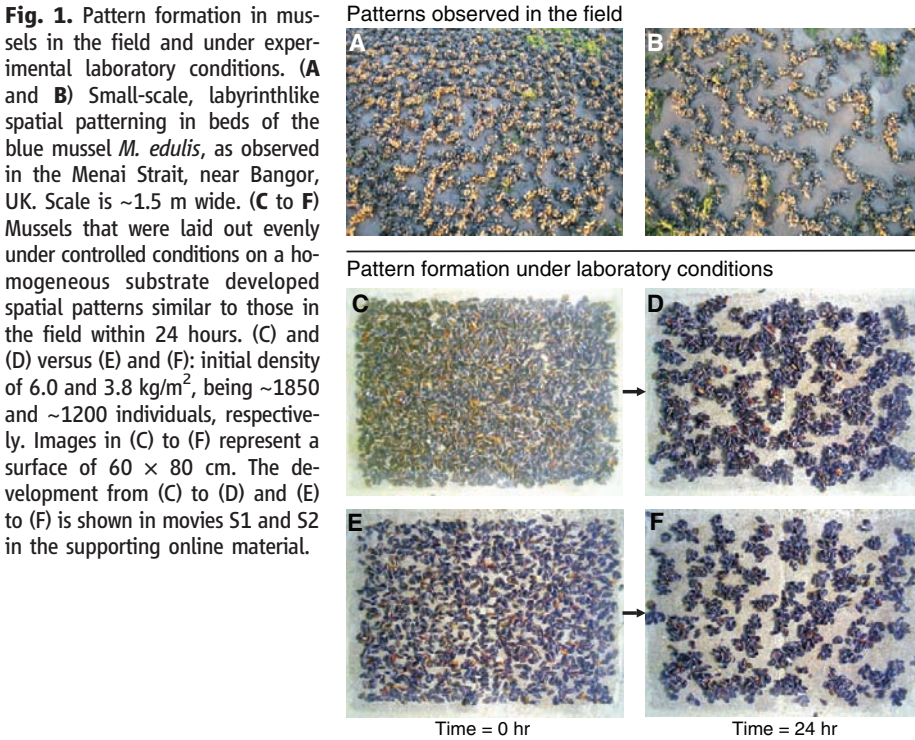 Fig. 1. Pattern formation in mus-
sels in the field and under exper-
imental laboratory conditions. (A
and B) Small-scale, labyrinthlike
spatial patterning in beds of the
blue mussel M. edulis, as observed
in the Menai Strait, near Bangor,
UK. Scale is ~1.5 m wide. (C to F)
Mussels that were laid out evenly
under controlled conditions on a ho-
mogeneous substrate developed
spatial patterns similar to those in
the field within 24 hours. (C) and
(D) versus (E) and (F): initial density
of 6.0 and 3.8 kg/m², being ~1850
and ~1200 individuals, respective-
ly. Images in (C) to (F) represent a
surface of 60 × 80 cm. The de-
velopment from (C) to (D) and (E)
to (F) is shown in movies S1 and S2
in the supporting online material.
Patterns observed in the field
A
B
Pattern formation under laboratory conditions
C
D
E
F
Time = 0 hr
Time = 24 hr